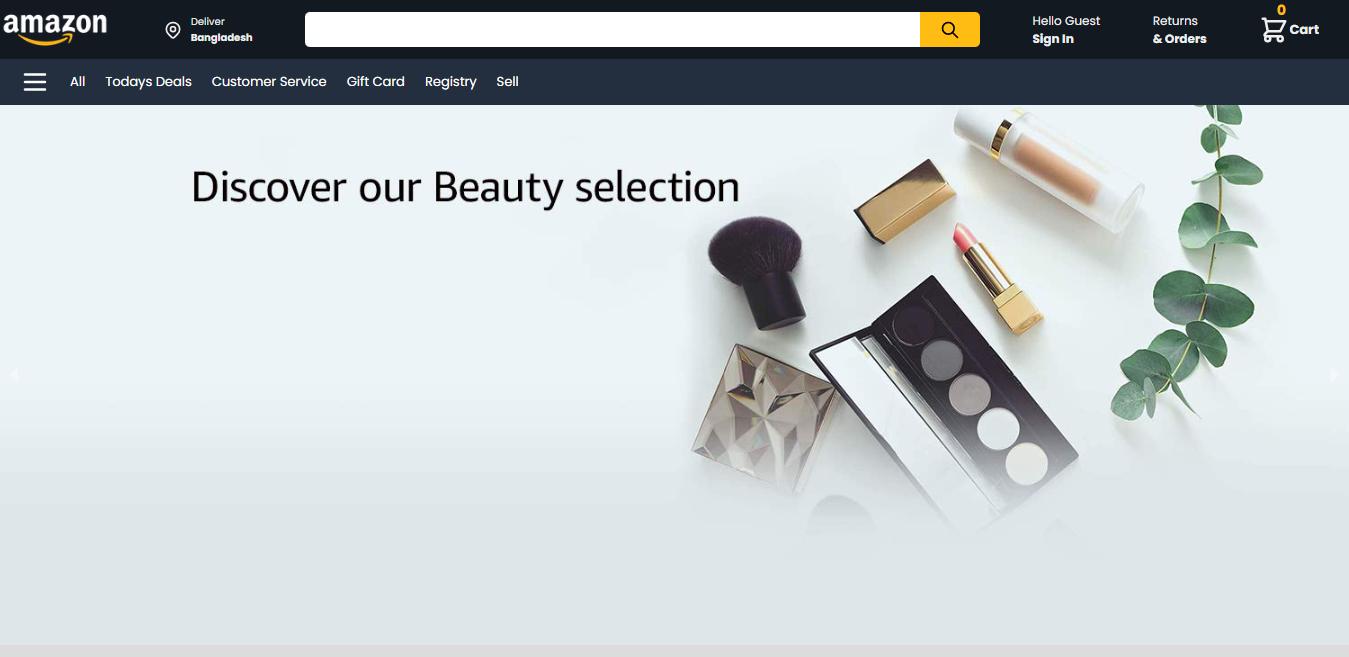 amazon
Deliver
Bangladesh
Hello Guest
Sign In
Returns
& Orders
0
Cart
All
Todays Deals
Customer Service
Gift Card
Registry
Sell
Discover our Beauty selection